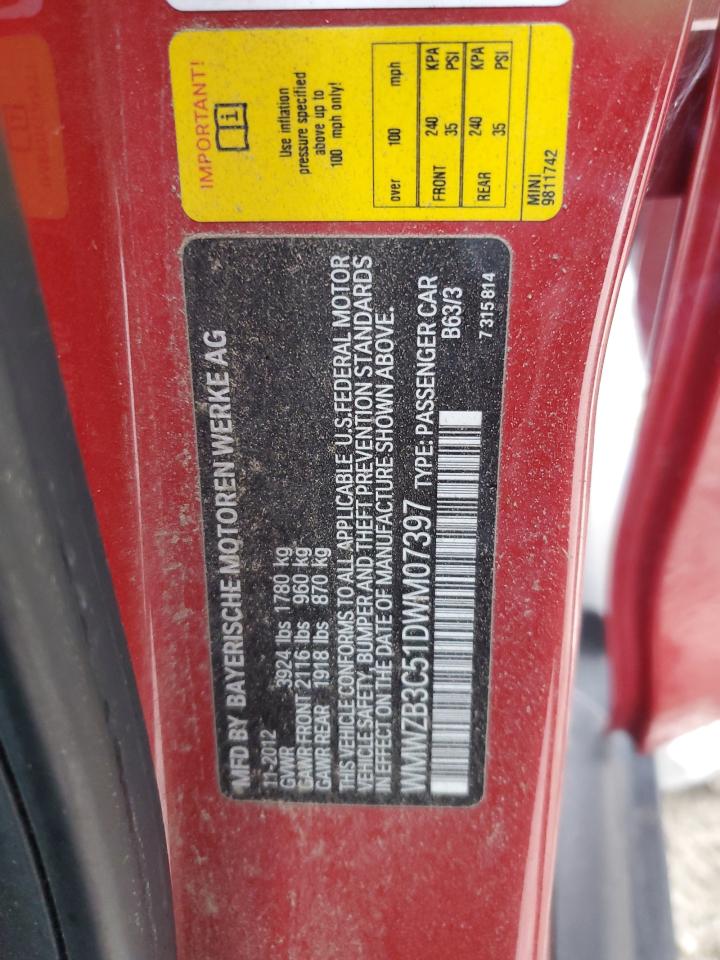 IMPORTANT!
Use inflation
pressure specified
above up to
100 mph only!
over 100 mph
FRONT 240 KPA
35 PSI
REAR 240 KPA
35 PSI
MINI
9811742
MFD BY BAYERISCHE MOTOREN WERKE AG
11-2012
GVWR 3924 lbs 1780 kg
GAWR FRONT 2116 lbs 960 kg
GAWR REAR 1918 lbs 870 kg
THIS VEHICLE CONFORMS TO ALL APPLICABLE U.S. FEDERAL MOTOR
VEHICLE SAFETY, BUMPER AND THEFT PREVENTION STANDARDS
IN EFFECT ON THE DATE OF MANUFACTURE SHOWN ABOVE.
WMWZB3C51DWM07397 TYPE: PASSENGER CAR
B63/3
7 315 814